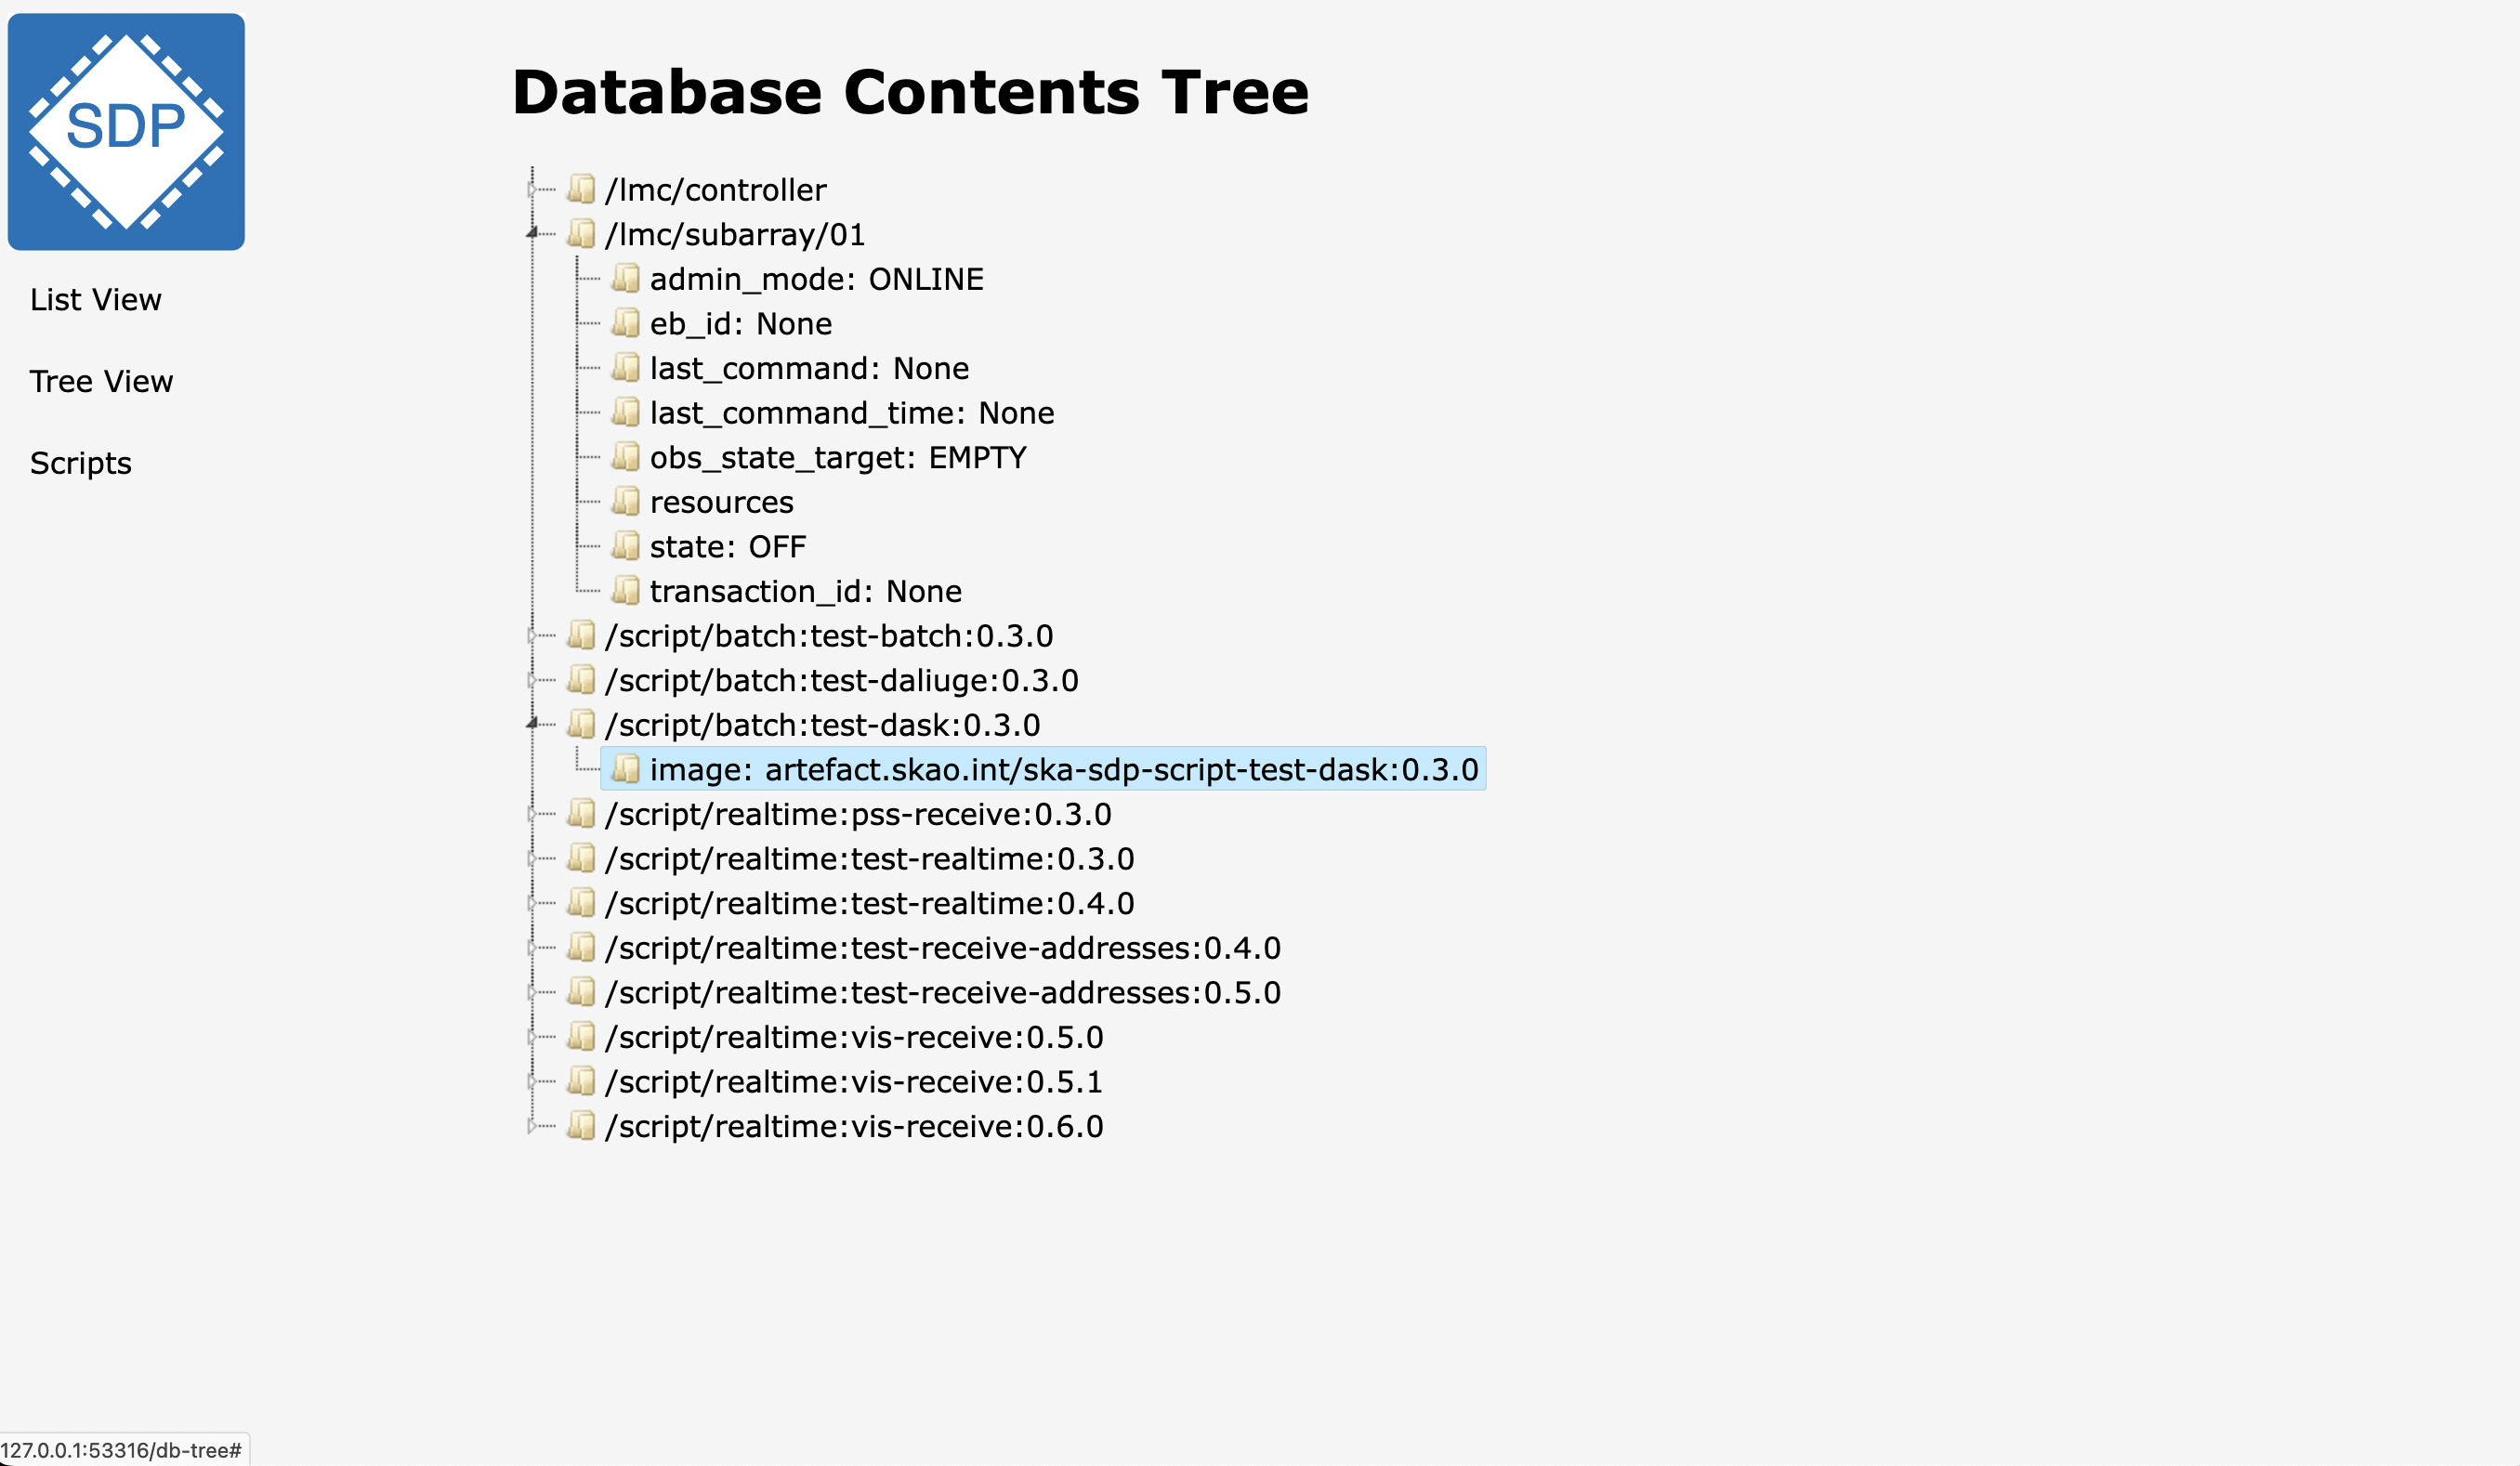 SDP
List View
Tree View
Scripts
Database Contents Tree
/lmc/controller
/lmc/subarray/01
admin_mode: ONLINE
eb_id: None
last_command: None
last_command_time: None
obs_state_target: EMPTY
resources
state: OFF
transaction_id: None
/script/batch:test-batch:0.3.0
/script/batch:test-daliuge:0.3.0
/script/batch:test-dask:0.3.0
image: artefact.skao.int/ska-sdp-script-test-dask:0.3.0
/script/realtime:pss-receive:0.3.0
/script/realtime:test-realtime:0.3.0
/script/realtime:test-realtime:0.4.0
/script/realtime:test-receive-addresses:0.4.0
/script/realtime:test-receive-addresses:0.5.0
/script/realtime:vis-receive:0.5.0
/script/realtime:vis-receive:0.5.1
/script/realtime:vis-receive:0.6.0
127.0.0.1:53316/db-tree#